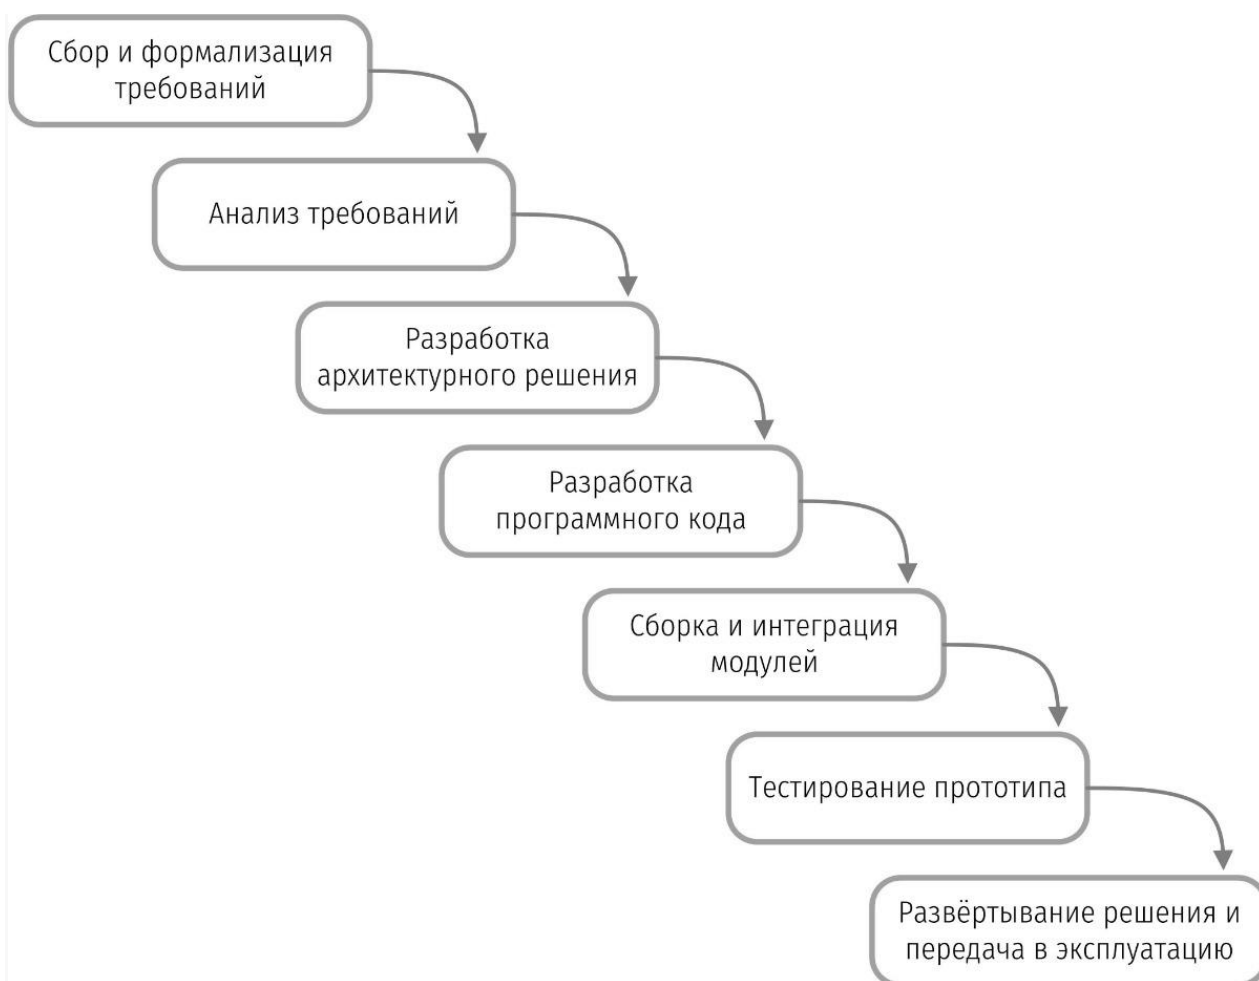 Сбор и формализация
требований
Анализ требований
Разработка
архитектурного решения
Разработка
программного кода
Сборка и интеграция
модулей
Тестирование прототипа
Развёртывание решения и
передача в эксплуатацию